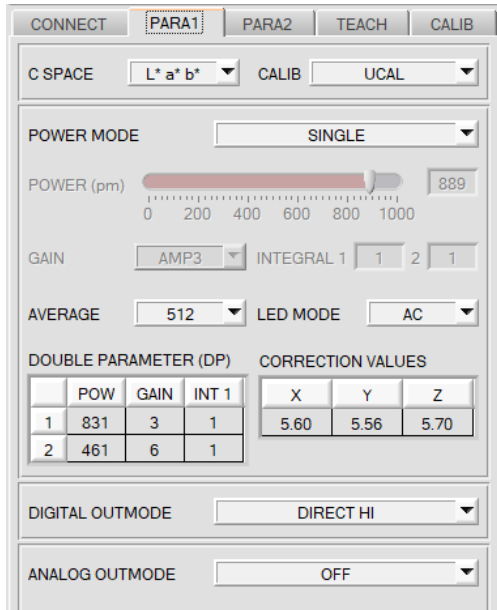 CONNECT PARA1 PARA2 TEACH CALIB
C SPACE L* a* b* CALIB UCAL
POWER MODE SINGLE
POWER (pm) 889
0 200 400 600 800 1000
GAIN AMP3 INTEGRAL 1 1 2 1
AVERAGE 512 LED MODE AC
DOUBLE PARAMETER (DP) CORRECTION VALUES
POW GAIN INT 1 X Y Z
1 831 3 1 5.60 5.56 5.70
2 461 6 1
DIGITAL OUTMODE DIRECT HI
ANALOG OUTMODE OFF